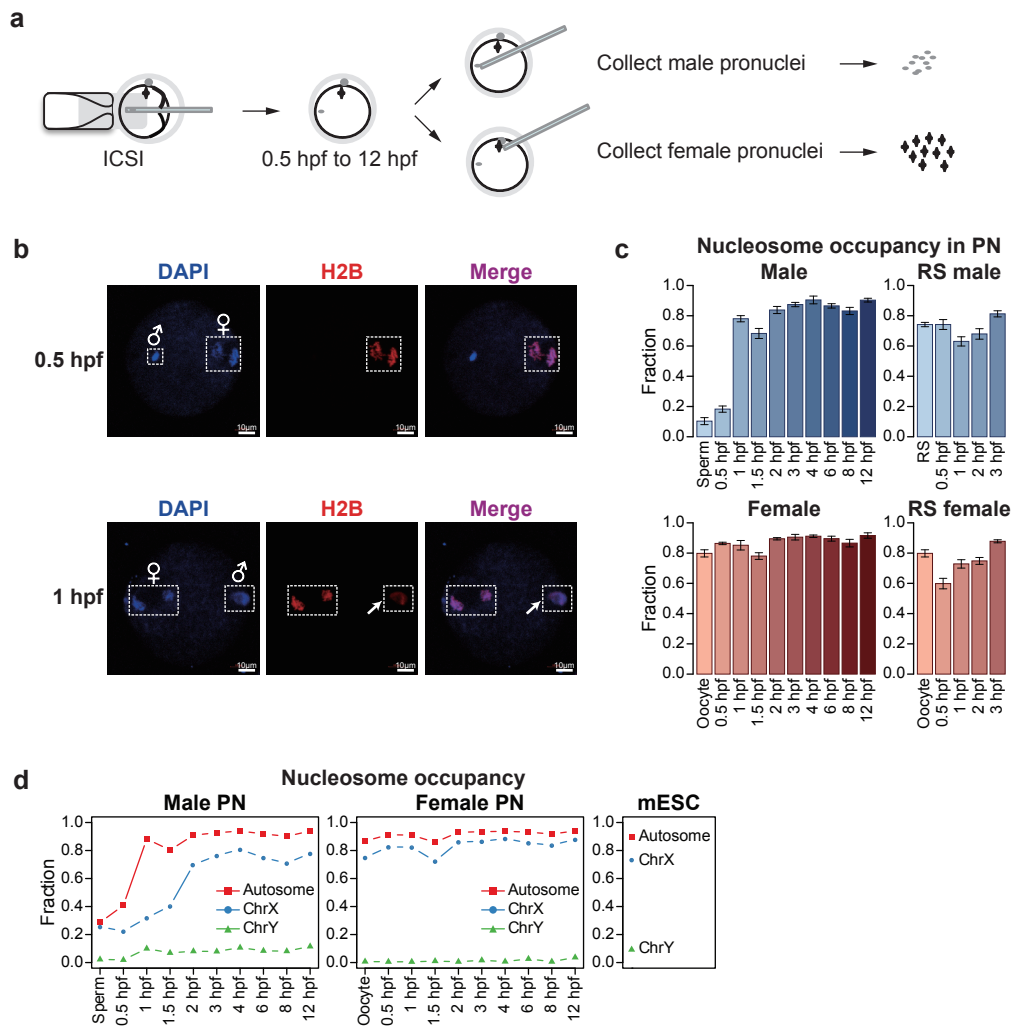 a
ICSI
0.5 hpf to 12 hpf
Collect male pronuclei
Collect female pronuclei
b
DAPI H2B Merge
0.5 hpf
♂ ♀
10μm 10μm 10μm
DAPI H2B Merge
1 hpf
♀ ♂
10μm 10μm 10μm
c
Nucleosome occupancy in PN
Male
Fraction
1.0
0.8
0.6
0.4
0.2
0.0
Sperm 0.5 hpf 1 hpf 1.5 hpf 2 hpf 3 hpf 4 hpf 6 hpf 8 hpf 12 hpf
RS male
1.0
0.8
0.6
0.4
0.2
0.0
RS 0.5 hpf 1 hpf 2 hpf 3 hpf
Female
Fraction
1.0
0.8
0.6
0.4
0.2
0.0
Oocyte 0.5 hpf 1 hpf 1.5 hpf 2 hpf 3 hpf 4 hpf 6 hpf 8 hpf 12 hpf
RS female
1.0
0.8
0.6
0.4
0.2
0.0
Oocyte 0.5 hpf 1 hpf 2 hpf 3 hpf
d
Nucleosome occupancy
Male PN
Fraction
1.0
0.8
0.6
0.4
0.2
0.0
Autosome
ChrX
ChrY
Sperm 0.5 hpf 1 hpf 1.5 hpf 2 hpf 3 hpf 4 hpf 6 hpf 8 hpf 12 hpf
Female PN
1.0
0.8
0.6
0.4
0.2
0.0
Autosome
ChrX
ChrY
Oocyte 0.5 hpf 1 hpf 1.5 hpf 2 hpf 3 hpf 4 hpf 6 hpf 8 hpf 12 hpf
mESC
1.0
0.8
0.6
0.4
0.2
0.0
Autosome
ChrX
ChrY